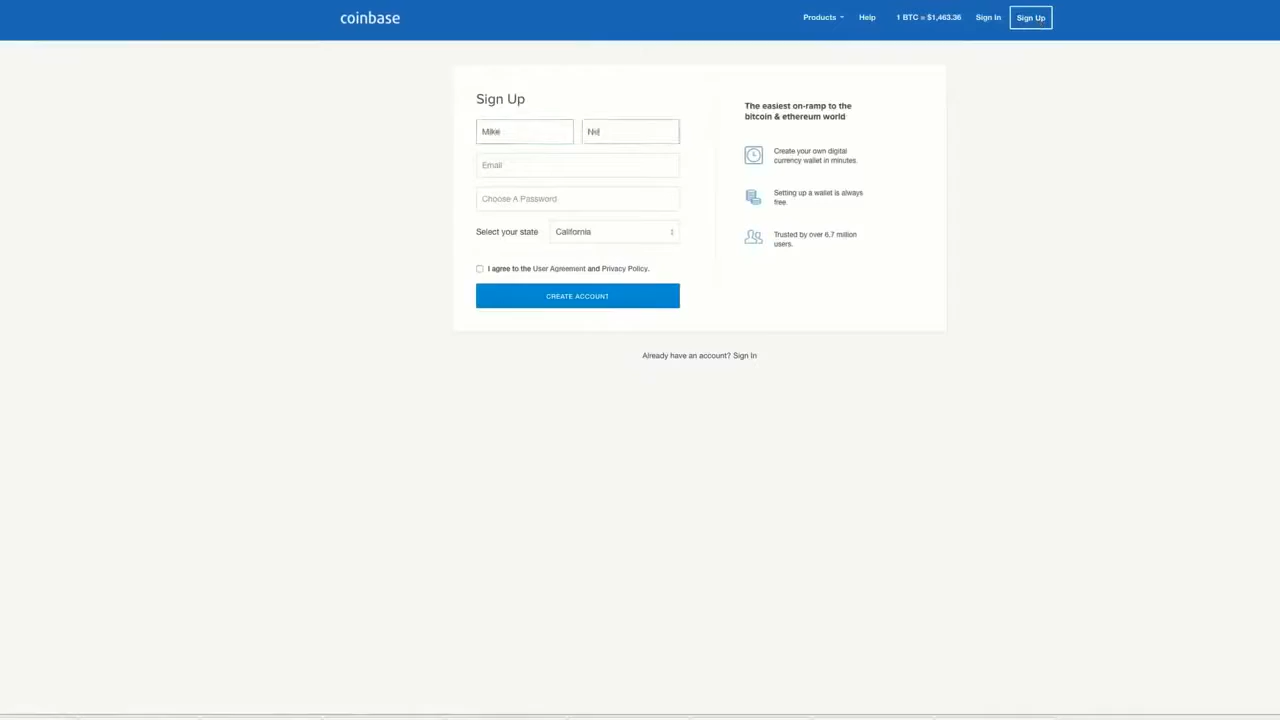 coinbase
Products
Help
1 BTC = $1,463.36
Sign In
Sign Up
Sign Up
Mike
Email
Choose A Password
Select your state
California
I agree to the User Agreement and Privacy Policy.
CREATE ACCOUNT
The easiest on-ramp to the
bitcoin & ethereum world
Create your own digital
currency wallet in minutes.
Setting up a wallet is always
free.
Trusted by over 6.7 million
users.
Already have an account? Sign In